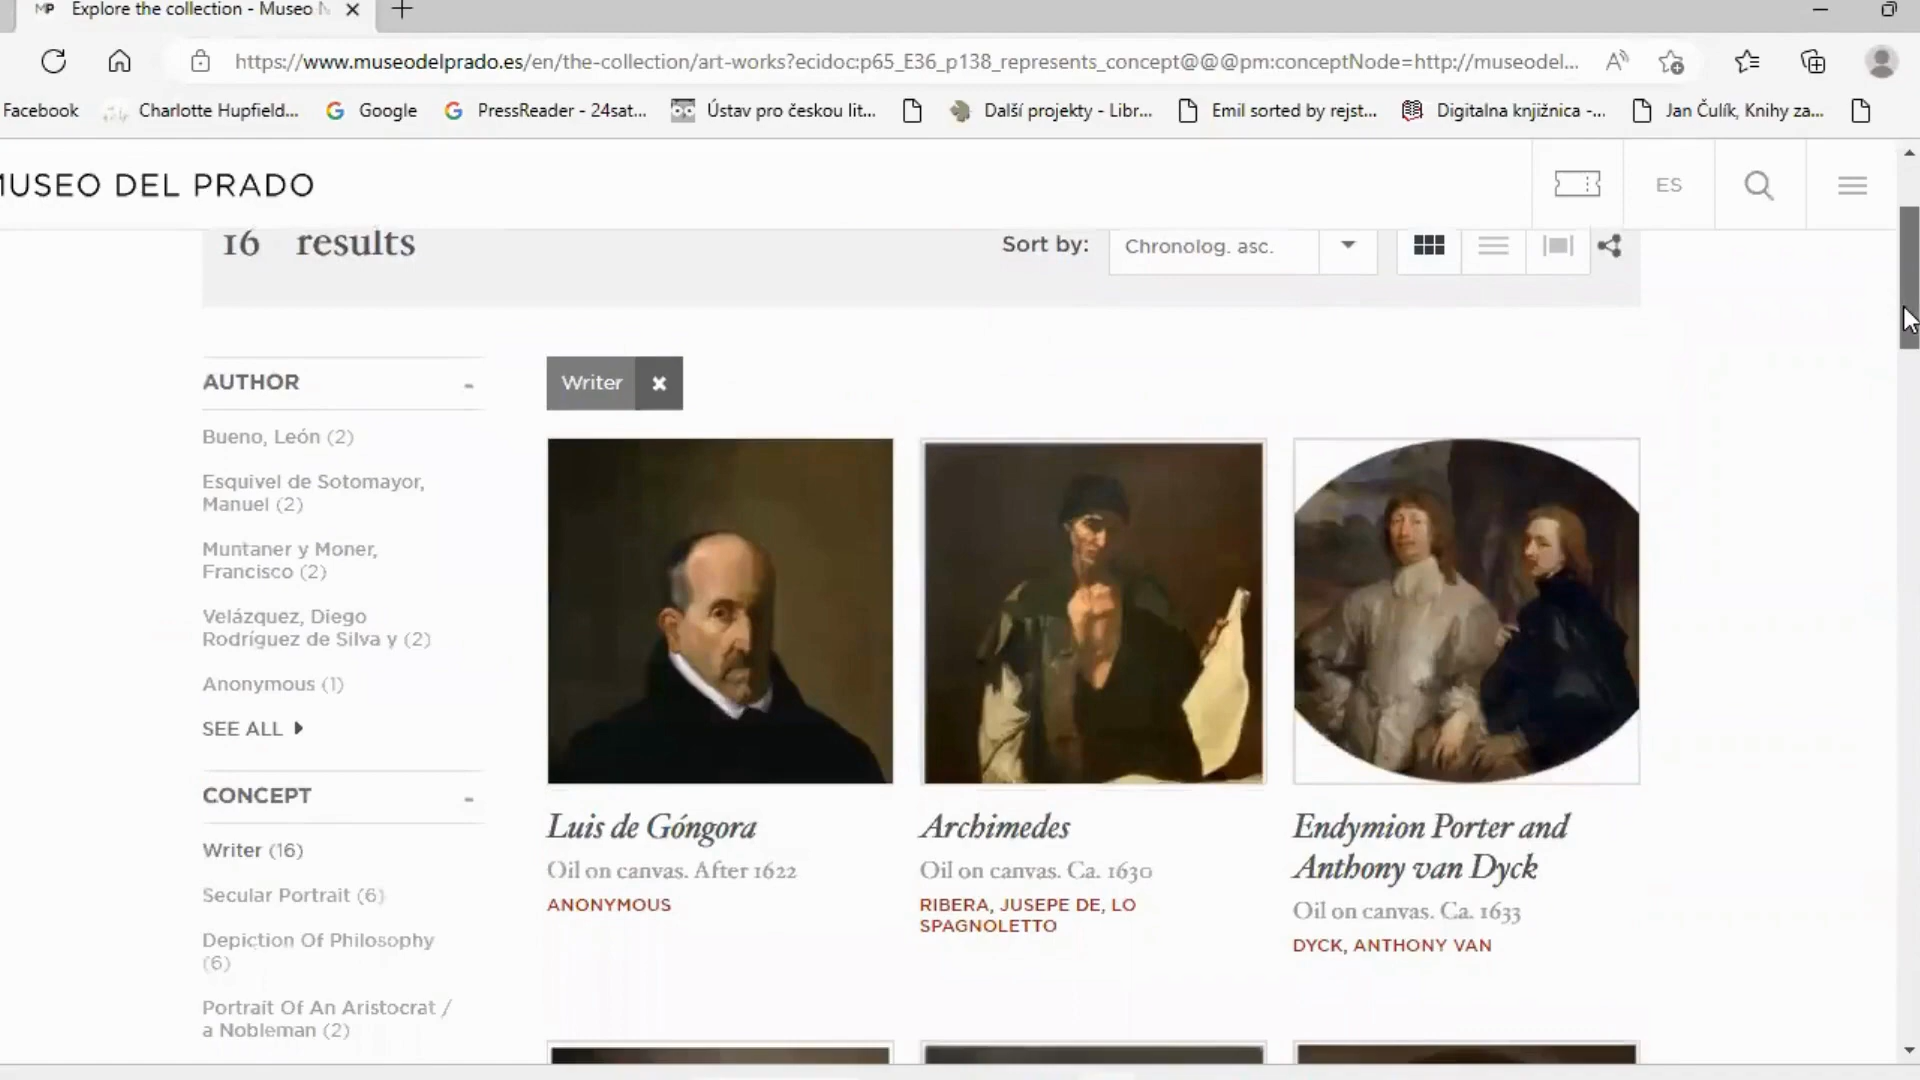 Explore the collection - Museo N
https://www.museodelprado.es/en/the-collection/art-works?ecidoc:p65_E36_p138_represents_concept@@@pm:conceptNode=http://museodel...
Facebook
Charlotte Hupfield...
Google
PressReader - 24sat...
Ústav pro českou lit...
Další projekty - Libr...
Emil sorted by rejst...
Digitalna knjižnica -...
Jan Čulík, Knihy za...
MUSEO DEL PRADO
ES
16 results
Sort by:
Chronolog. asc.
AUTHOR
Bueno, León (2)
Esquivel de Sotomayor,
Manuel (2)
Muntaner y Moner,
Francisco (2)
Velázquez, Diego
Rodríguez de Silva y (2)
Anonymous (1)
SEE ALL
CONCEPT
Writer (16)
Secular Portrait (6)
Depiction Of Philosophy
(6)
Portrait Of An Aristocrat /
a Nobleman (2)
Writer
Luis de Góngora
Oil on canvas. After 1622
ANONYMOUS
Archimedes
Oil on canvas. Ca. 1630
RIBERA, JUSEPE DE, LO
SPAGNOLETTO
Endymion Porter and
Anthony van Dyck
Oil on canvas. Ca. 1633
DYCK, ANTHONY VAN